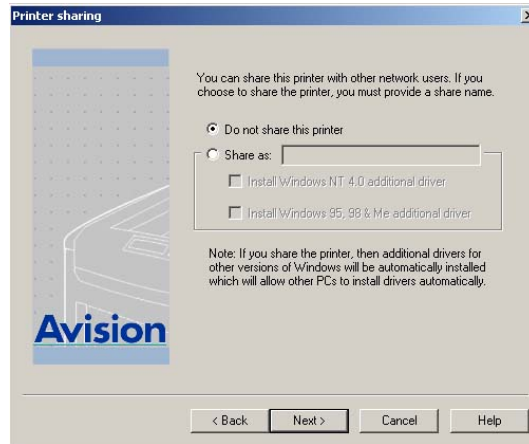 Printer sharing
You can share this printer with other network users. If you
choose to share the printer, you must provide a share name.
Do not share this printer
Share as:
Install Windows NT 4.0 additional driver
Install Windows 95, 98 & Me additional driver
Note: If you share the printer, then additional drivers for
other versions of Windows will be automatically installed
which will allow other PCs to install drivers automatically.
Avision
< Back Next > Cancel Help